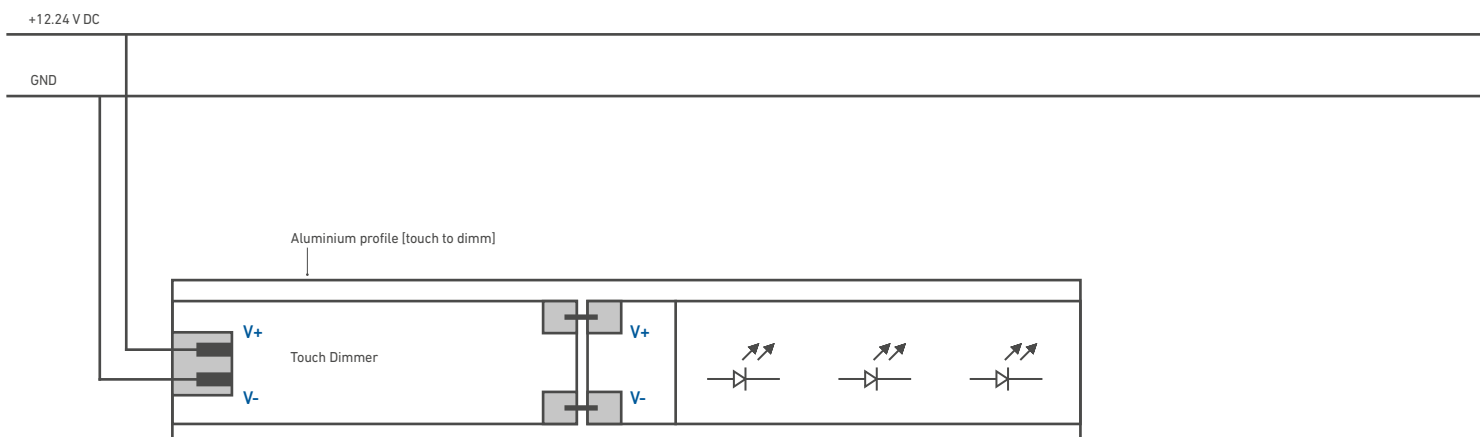 +12.24 V DC
GND
Aluminium profile [touch to dimm]
V+
V+
Touch Dimmer
V-
V-